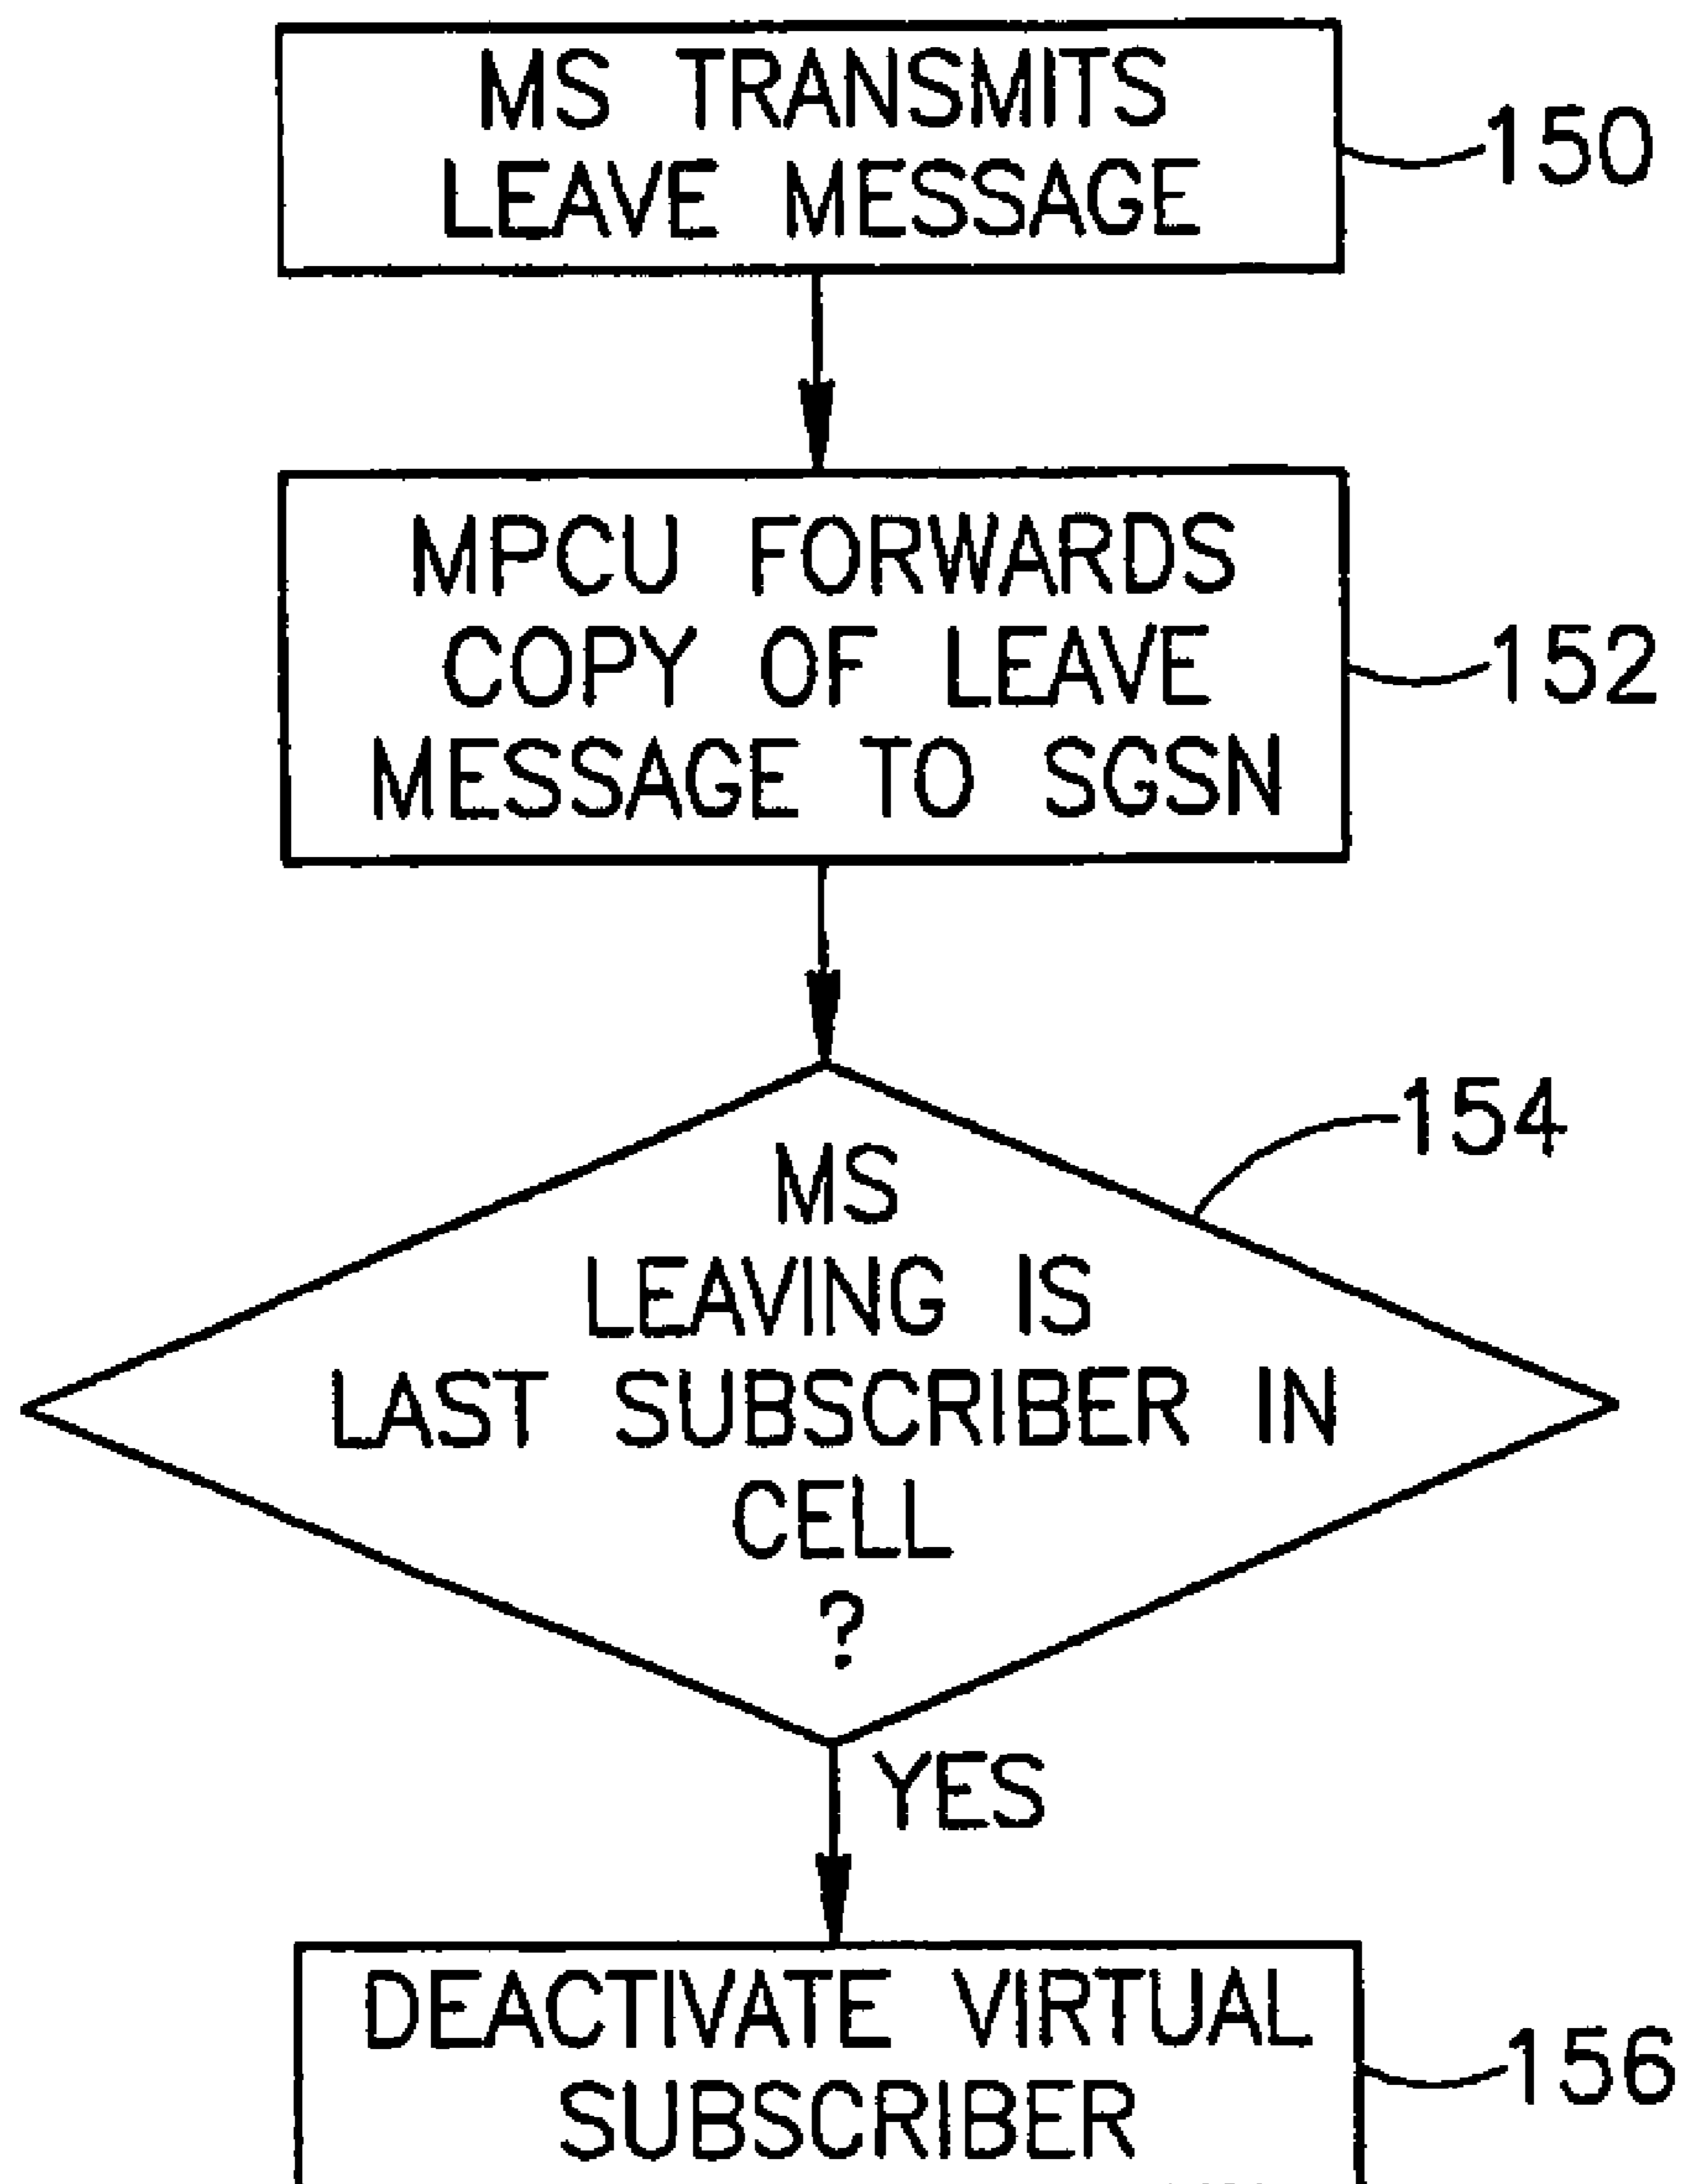 MS TRANSMITS
LEAVE MESSAGE
150
MPCU FORWARDS
COPY OF LEAVE
MESSAGE TO SGSN
152
154
MS
LEAVING IS
LAST SUBSCRIBER IN
CELL
?
YES
DEACTIVATE VIRTUAL
SUBSCRIBER
156